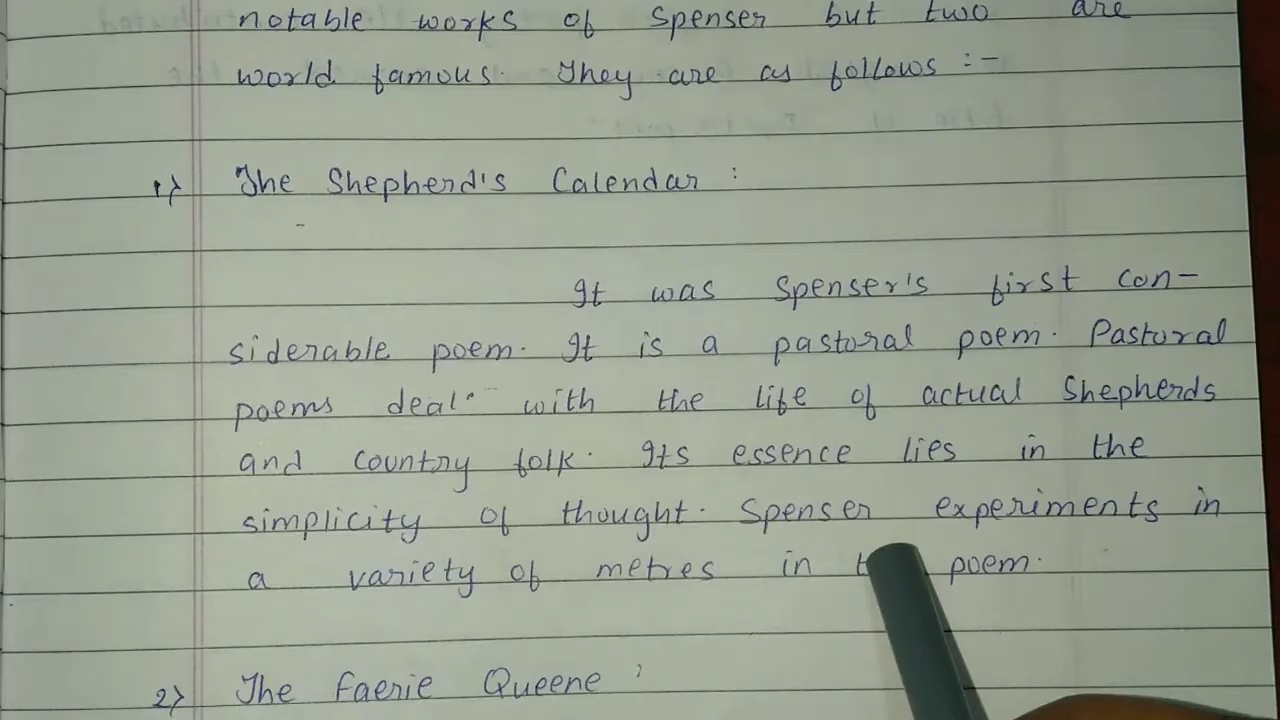 notable works of Spenser but two are
world famous. They are as follows :-
1) The Shepherd's Calendar :
It was Spenser's first con-
siderable poem. It is a pastoral poem. Pastoral
poems deal with the life of actual Shepherds
and country folk. Its essence lies in the
simplicity of thought. Spenser experiments in
a variety of metres in poem.
2) The Faerie Queene :